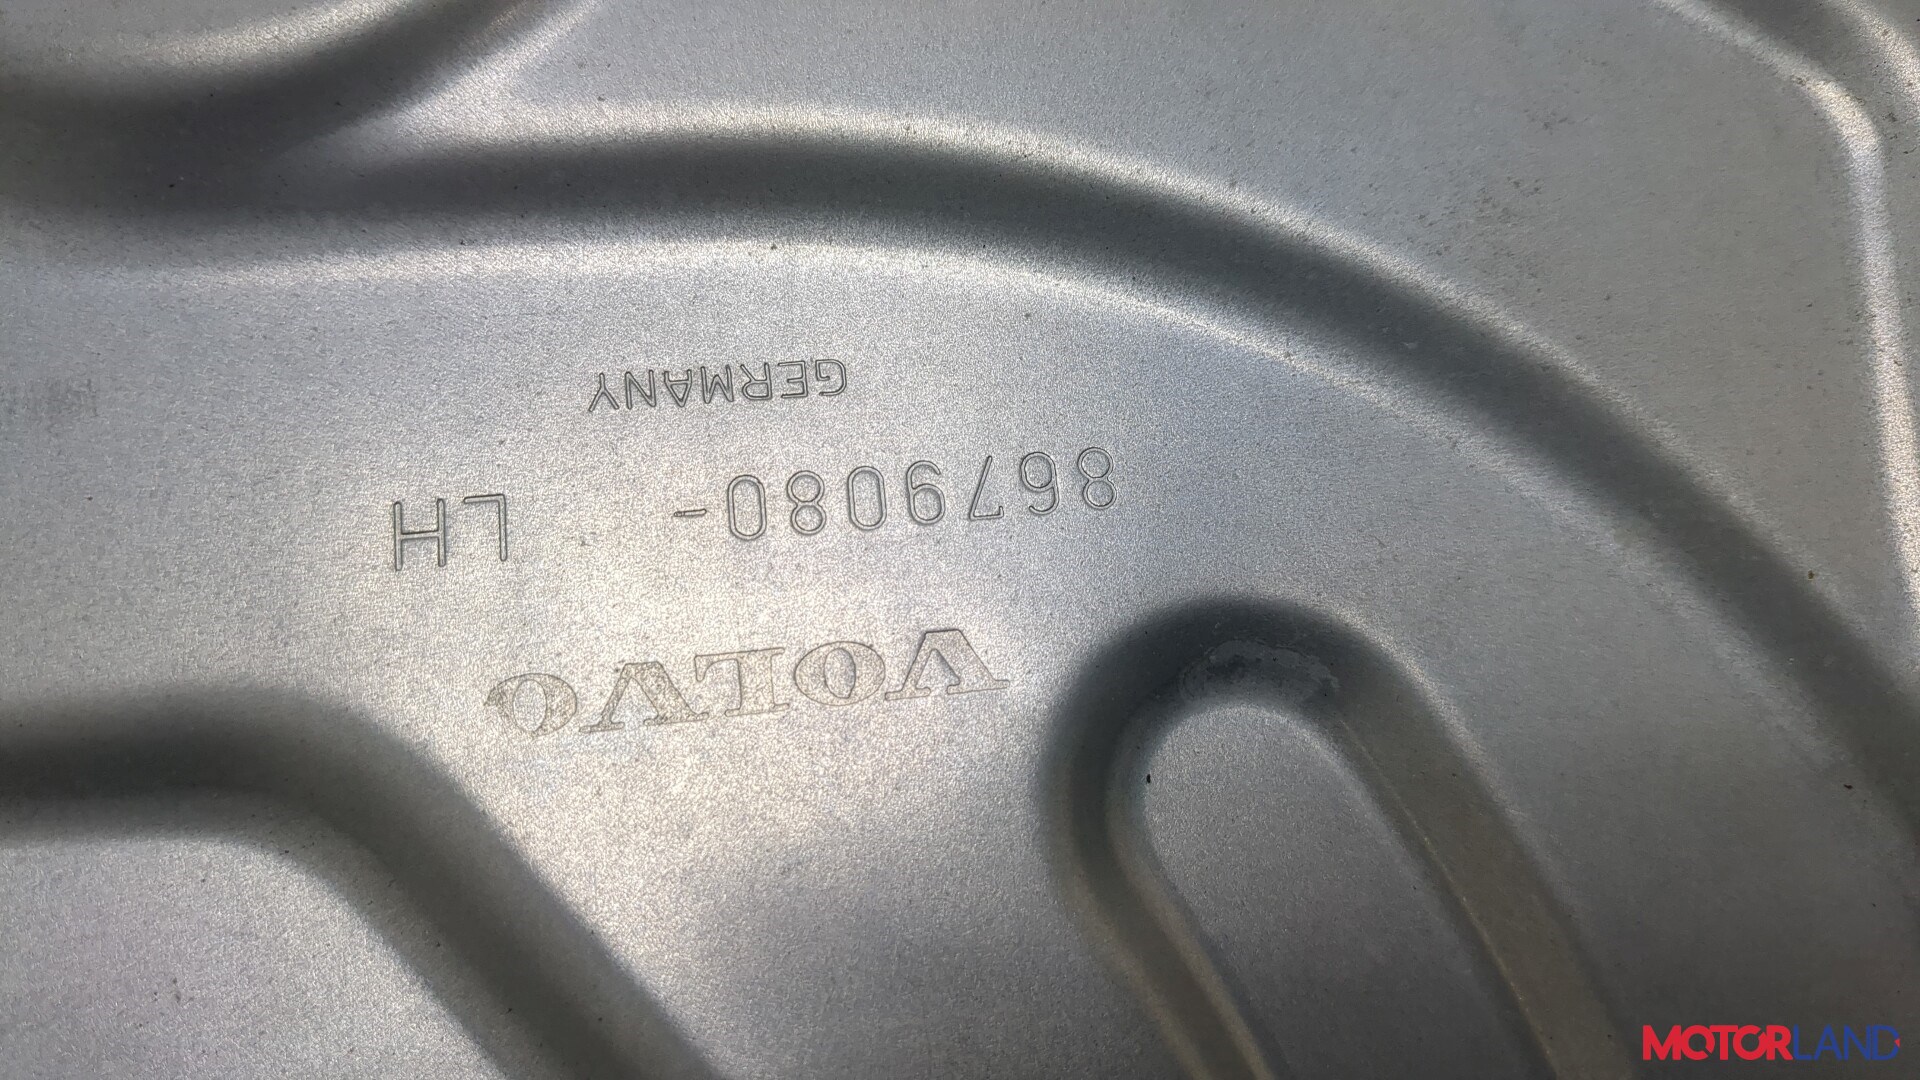 VOLVO
8679080- LH
GERMANY
MOTORLAND